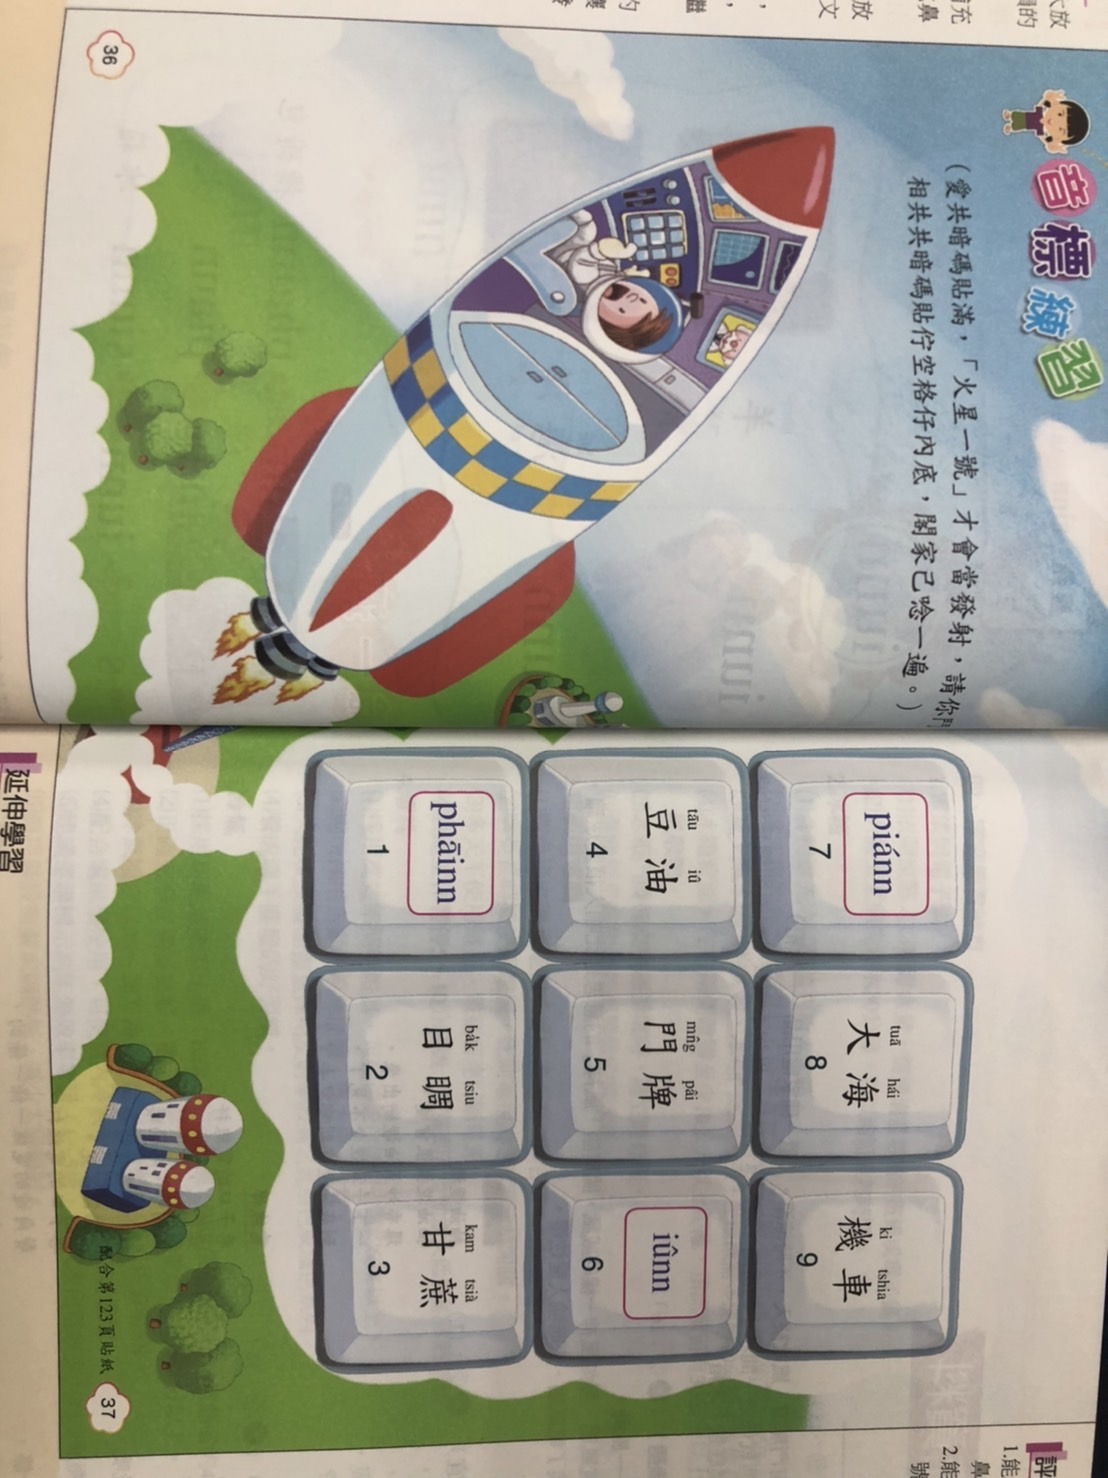 音標練習
（愛共暗碼貼滿，「火星一號」才會當發射，請你鬥
相共共暗碼貼佇空格仔內底，閣家己唸一遍。）
36
piánn
7
tuā hái
大海
8
ki tshia
機車
9
tāu iû
豆油
4
mn̂g pâi
門牌
5
iûnn
6
phāinn
1
ba̍k tsiu
目睭
2
kam tsià
甘蔗
3
配合第123頁貼紙
37
延伸學習